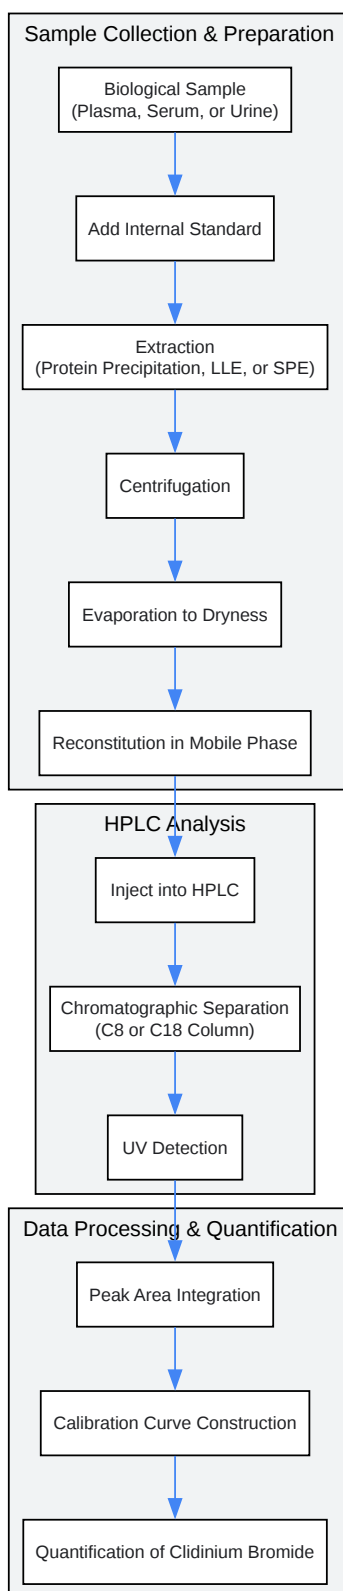 Sample Collection & Preparation
Biological Sample
(Plasma, Serum, or Urine)
Add Internal Standard
Extraction
(Protein Precipitation, LLE, or SPE)
Centrifugation
Evaporation to Dryness
Reconstitution in Mobile Phase
HPLC Analysis
Inject into HPLC
Chromatographic Separation
(C8 or C18 Column)
UV Detection
Data Processing & Quantification
Peak Area Integration
Calibration Curve Construction
Quantification of Clidinium Bromide